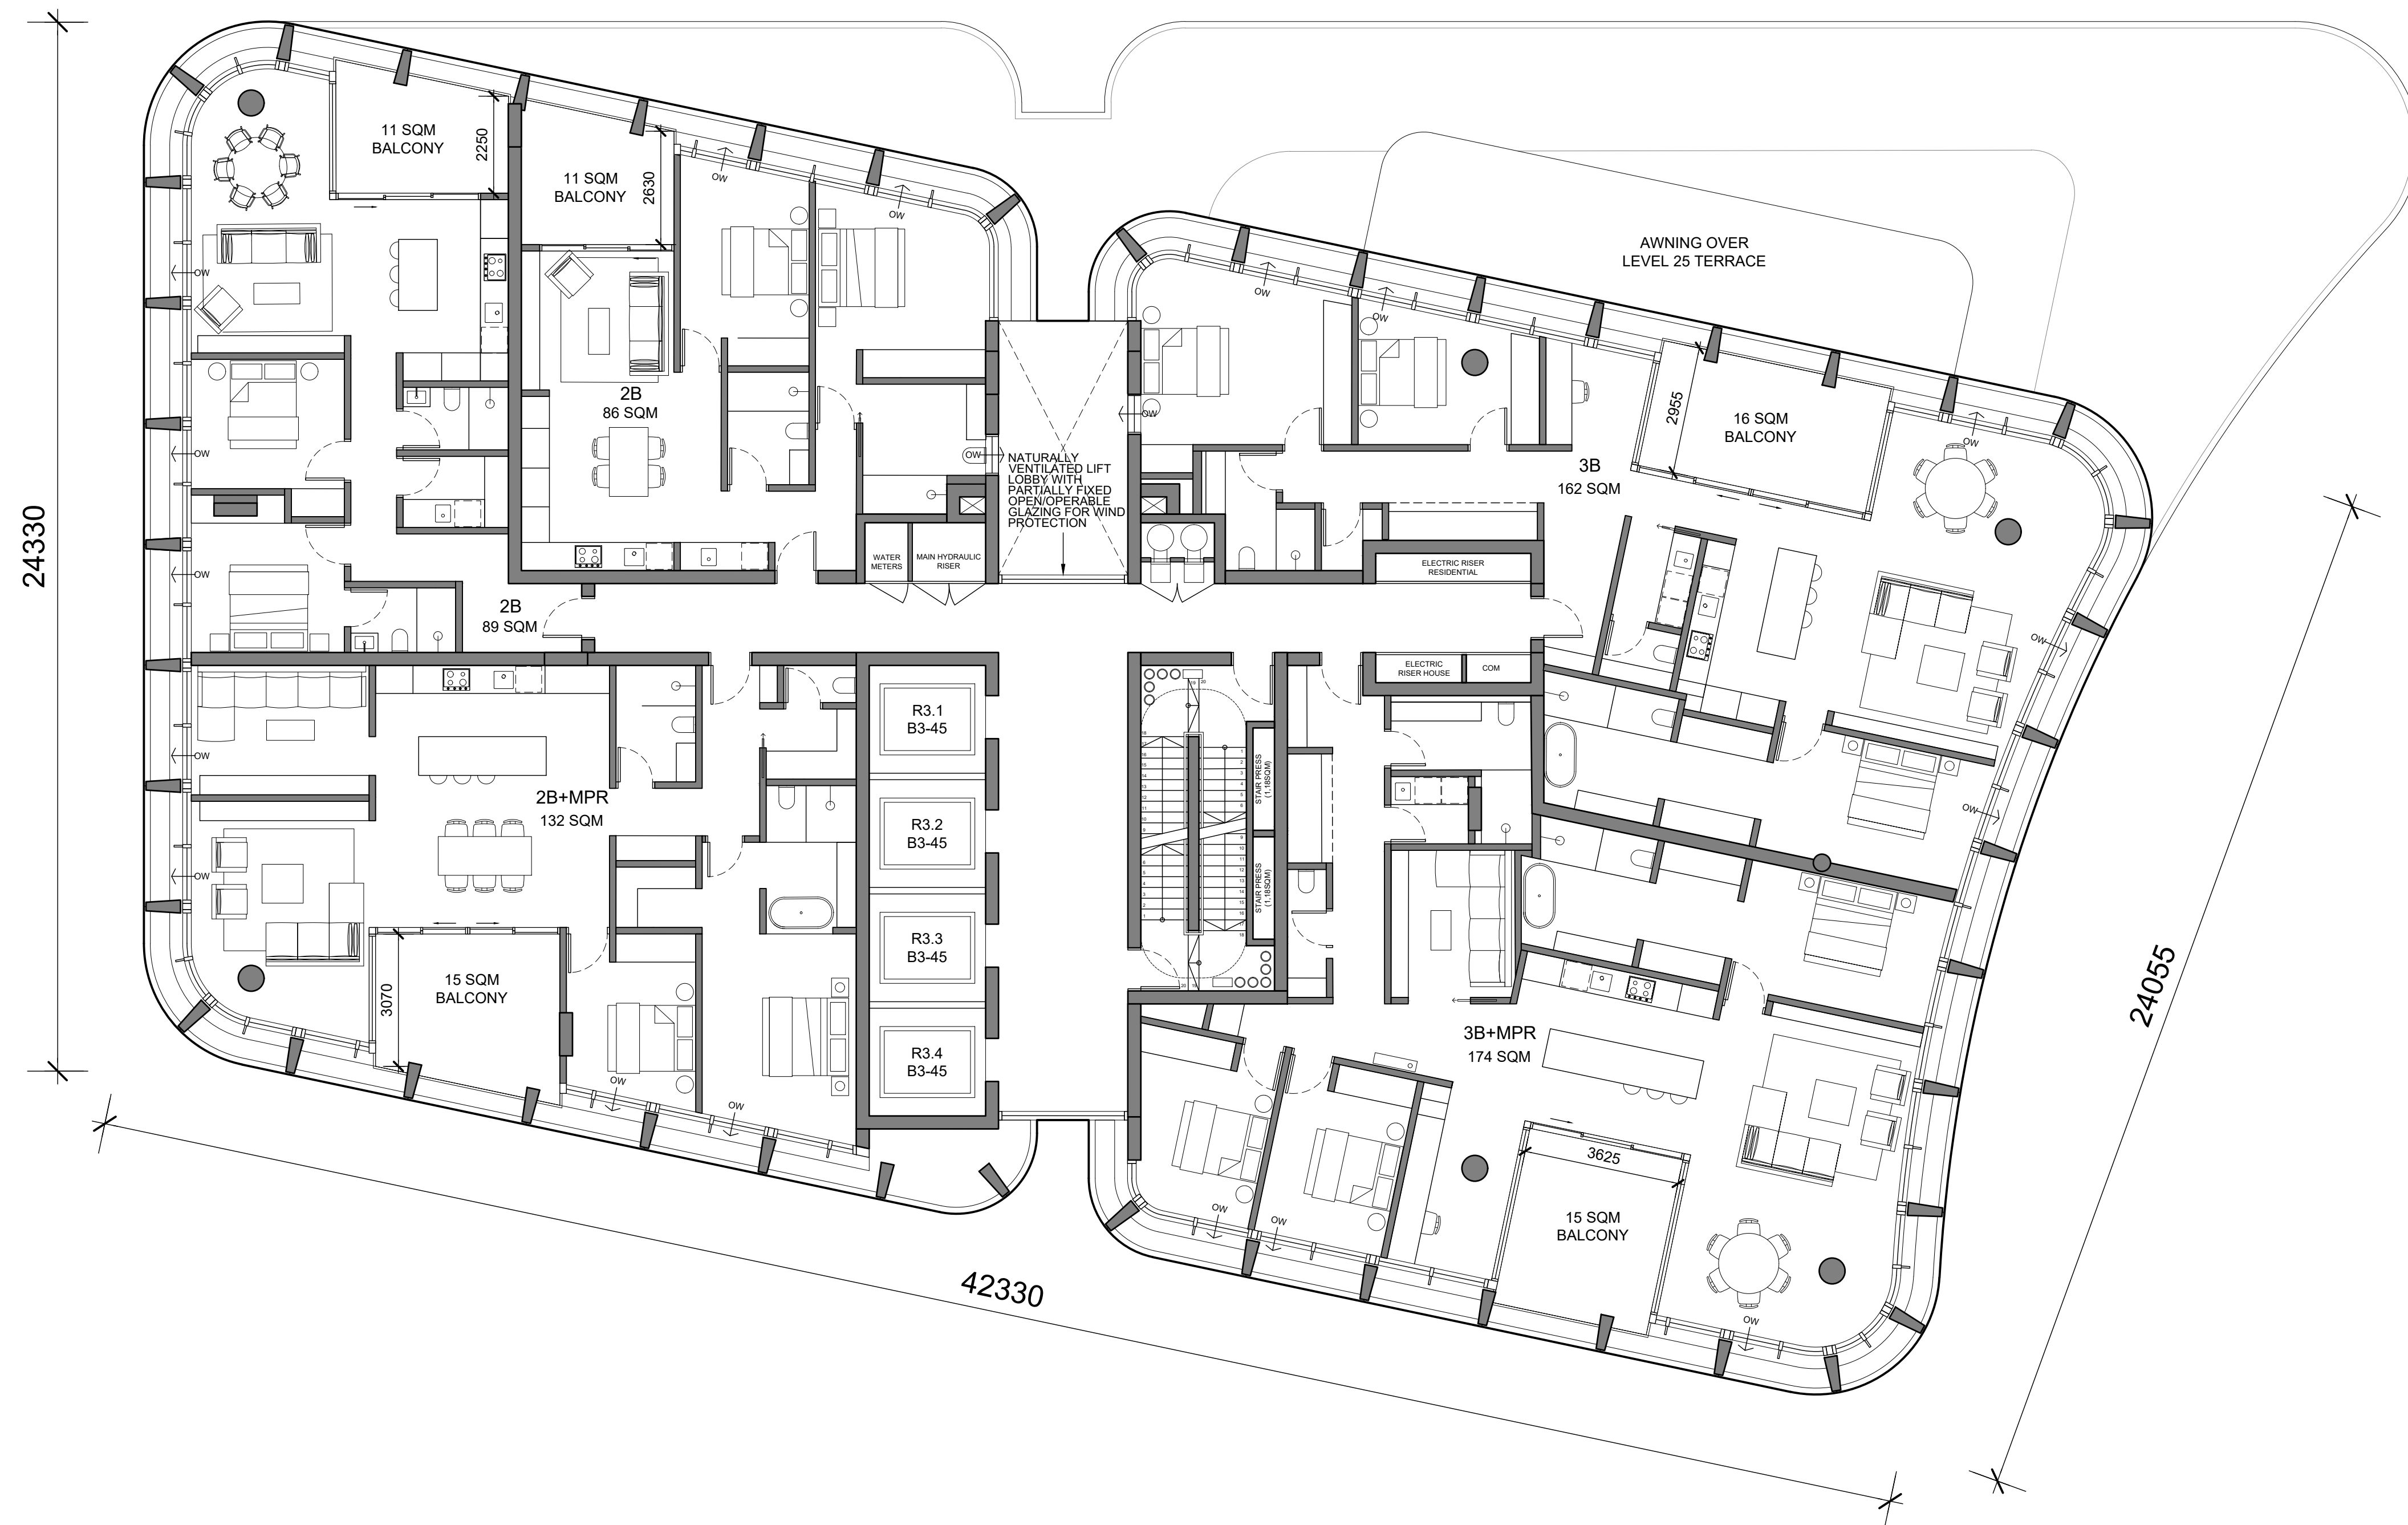 11 SQM
BALCONY
2250
11 SQM
BALCONY
2630
OW
OW
AWNING OVER
LEVEL 25 TERRACE
OW
OW
OW
OW
2955
16 SQM
BALCONY
OW
2B
86 SQM
OW
OW
OW
NATURALLY
VENTILATED LIFT
LOBBY WITH
PARTIALLY FIXED
OPEN/OPERABLE
GLAZING FOR WIND
PROTECTION
3B
162 SQM
24330
OW
WATER
METERS
MAIN HYDRAULIC
RISER
ELECTRIC RISER
RESIDENTIAL
2B
89 SQM
OW
ELECTRIC
RISER HOUSE
COM
R3.1
B3-45
OW
STAIR PRESS
(1,18SQM)
2B+MPR
132 SQM
OW
R3.2
B3-45
OW
STAIR PRESS
(1,18SQM)
R3.3
B3-45
15 SQM
BALCONY
3070
24055
R3.4
B3-45
3B+MPR
174 SQM
OW
OW
3625
15 SQM
BALCONY
OW
OW
42330
OW